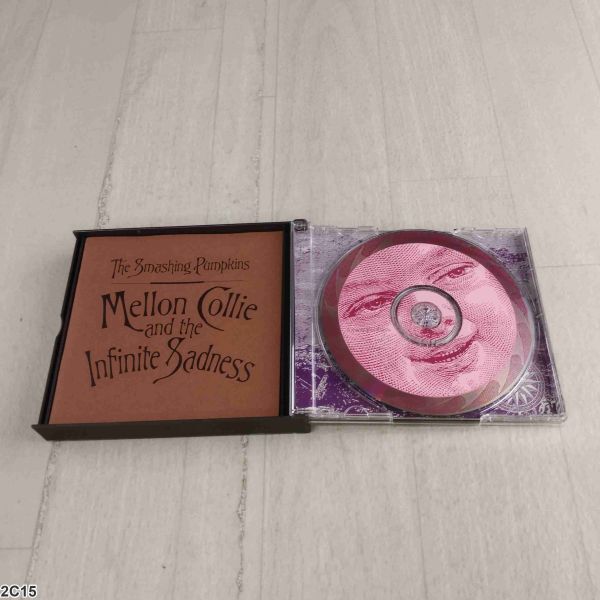 The Smashing Pumpkins
Mellon Collie
and the
Infinite Sadness
2C15